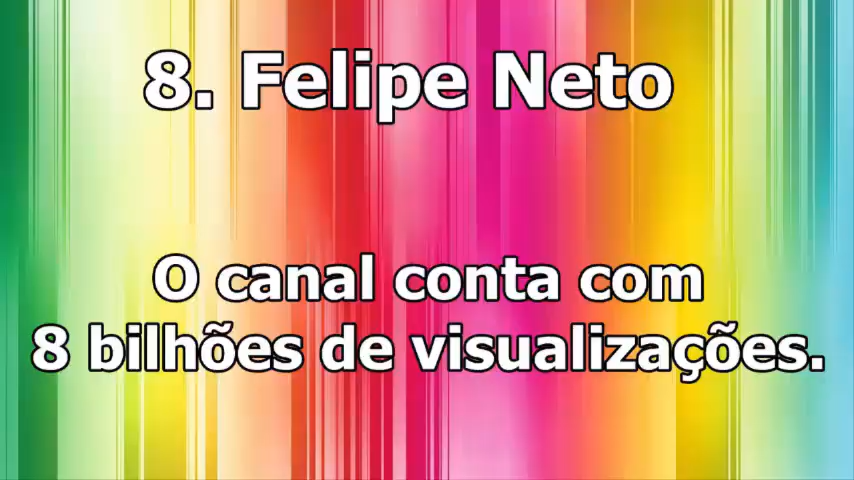 8. Felipe Neto
O canal conta com
8 bilhões de visualizações.